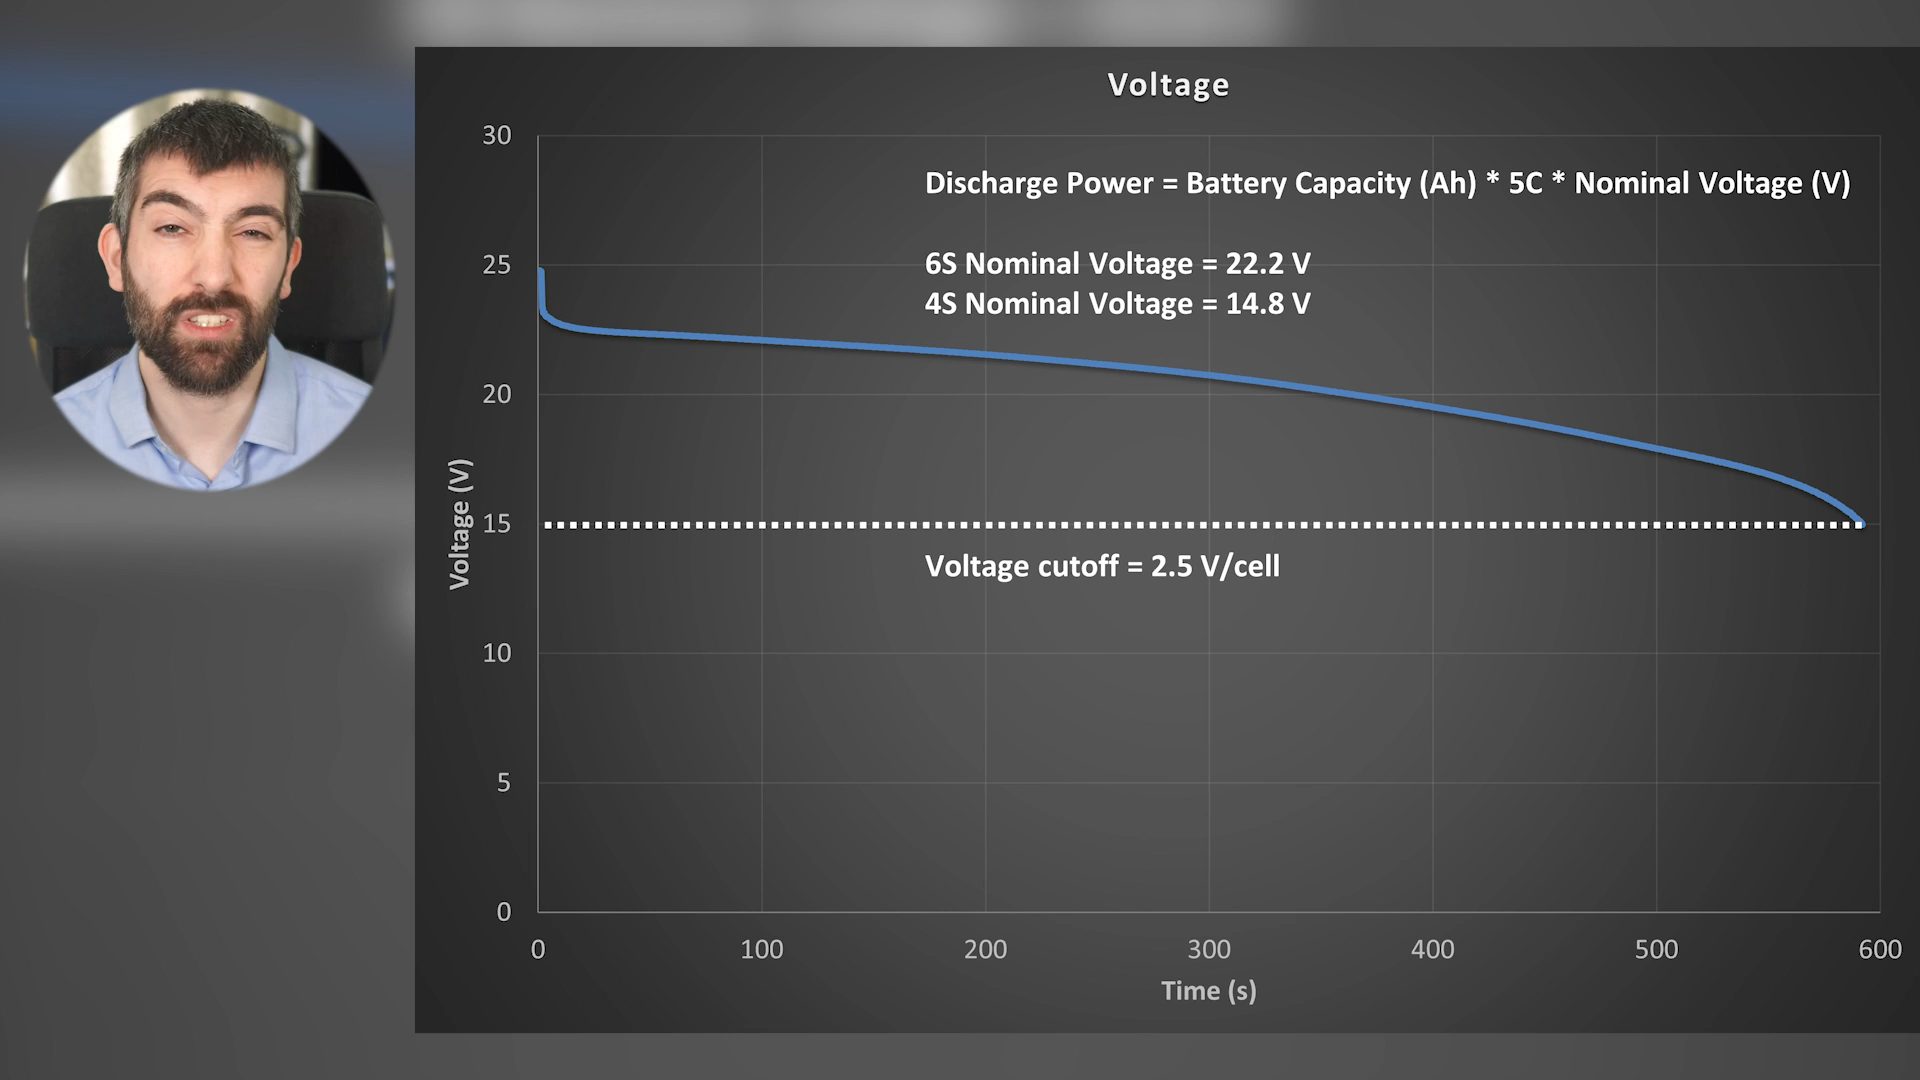 Voltage
30
25
20
15
10
5
0
Voltage (V)
Discharge Power = Battery Capacity (Ah) * 5C * Nominal Voltage (V)
6S Nominal Voltage = 22.2 V
4S Nominal Voltage = 14.8 V
Voltage cutoff = 2.5 V/cell
0 100 200 300 400 500 600
Time (s)